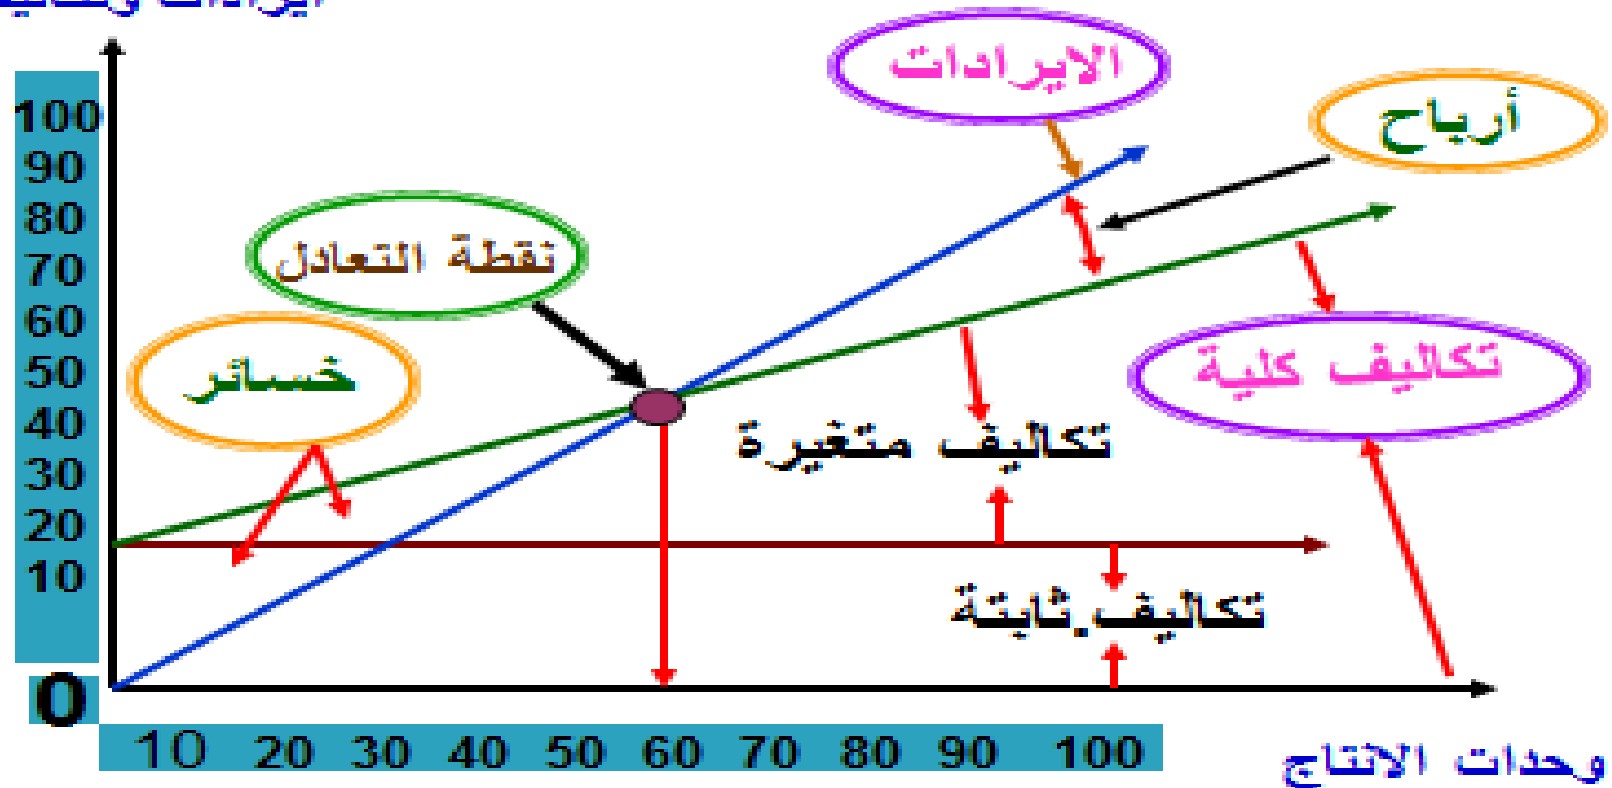 ايرادات
الايرادات
أرباح
100
90
80
70
60
50
40
30
20
10
0
نقطة التعادل
خسائر
تكاليف كلية
تكاليف متغيرة
تكاليف.ثابتة
10 20 30 40 50 60 70 80 90 100
وحدات الانتاج